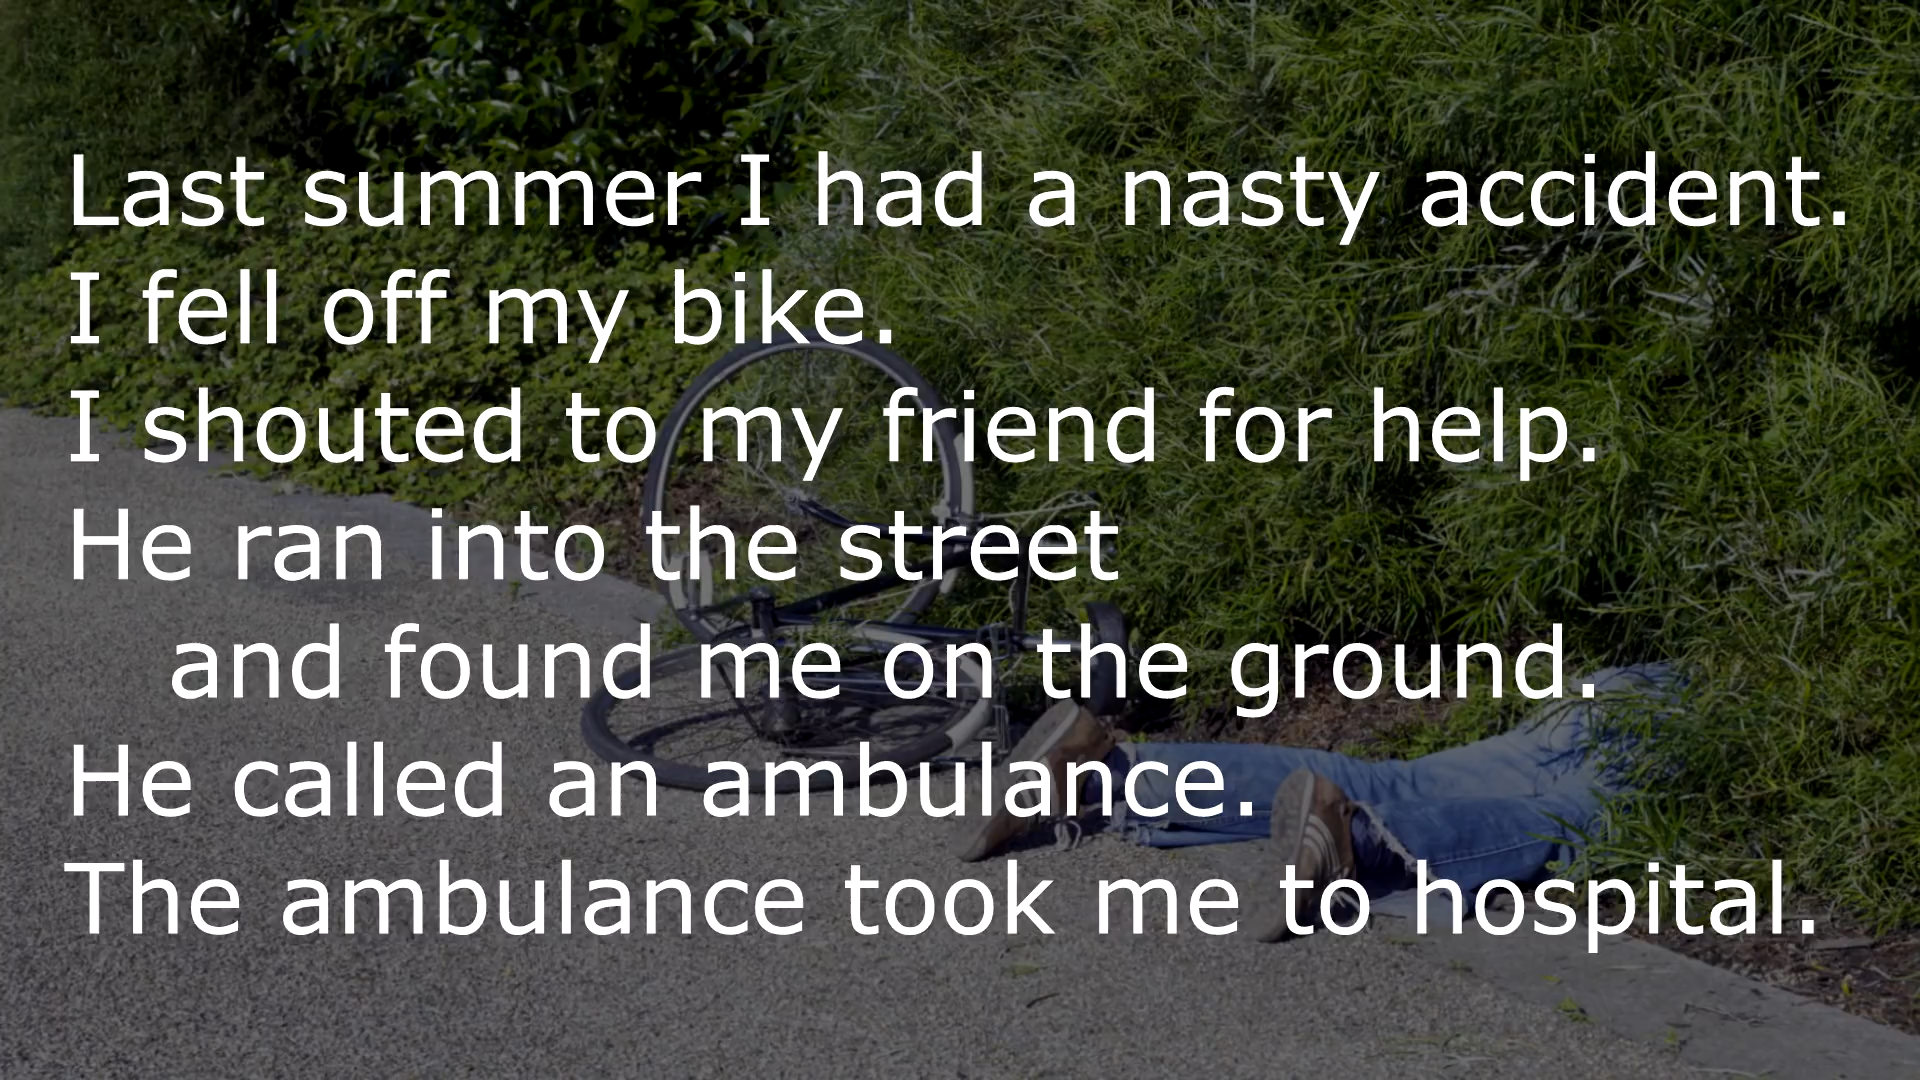 Last summer I had a nasty accident.
I fell off my bike.
I shouted to my friend for help.
He ran into the street
and found me on the ground.
He called an ambulance.
The ambulance took me to hospital.